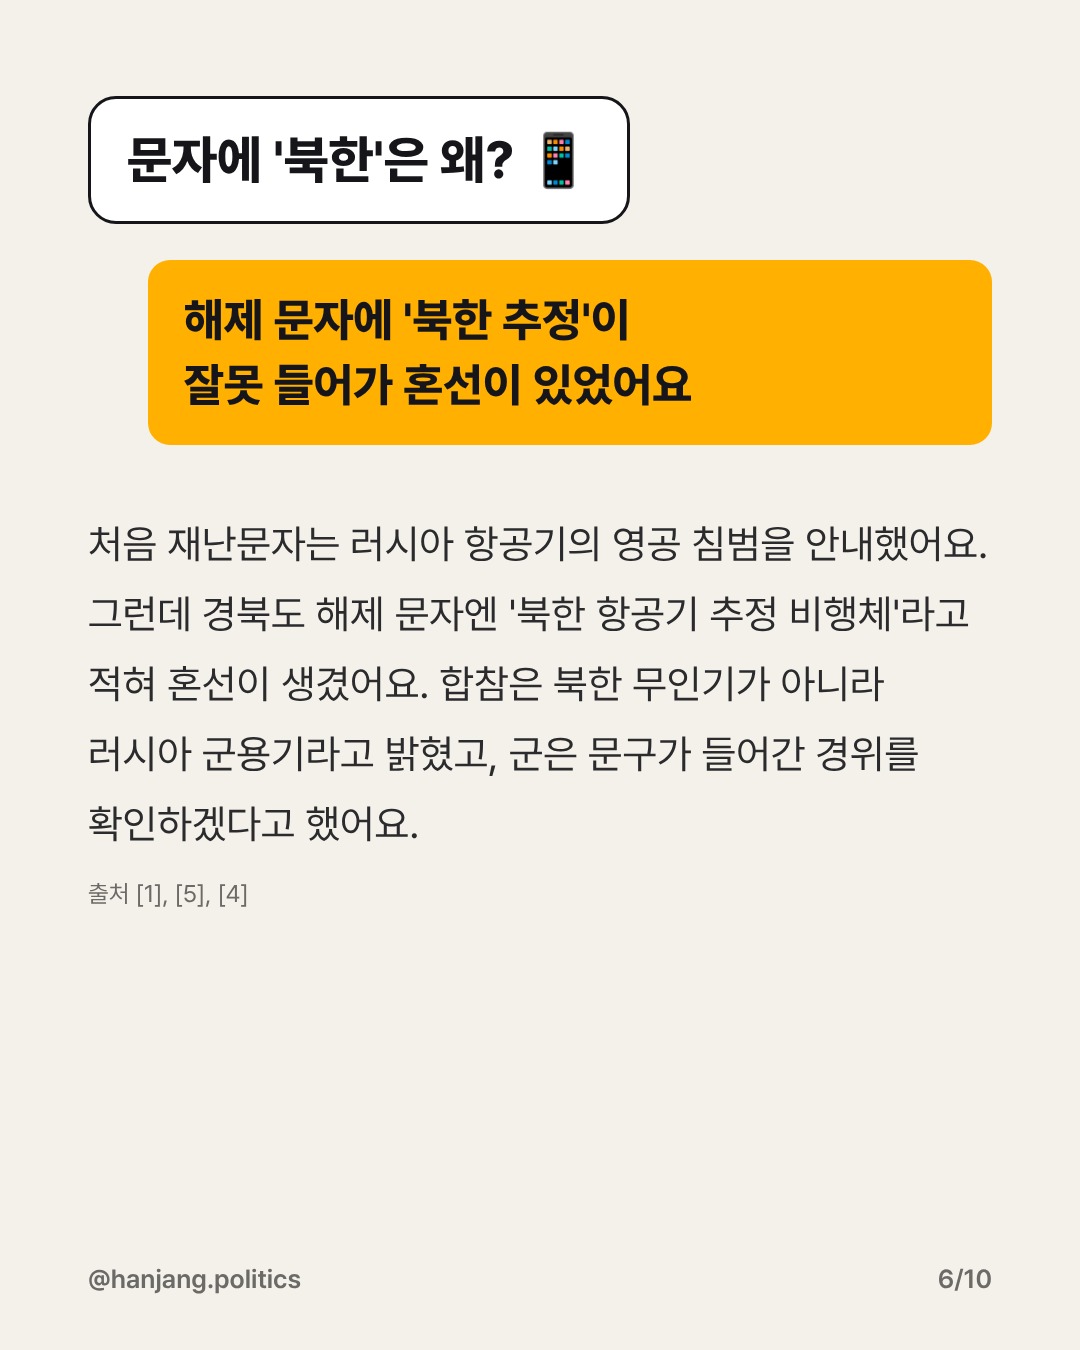 문자에 '북한'은 왜? 📱
해제 문자에 '북한 추정'이
잘못 들어가 혼선이 있었어요
처음 재난문자는 러시아 항공기의 영공 침범을 안내했어요.
그런데 경북도 해제 문자엔 '북한 항공기 추정 비행체'라고
적혀 혼선이 생겼어요. 합참은 북한 무인기가 아니라
러시아 군용기라고 밝혔고, 군은 문구가 들어간 경위를
확인하겠다고 했어요.
출처 [1], [5], [4]
@hanjang.politics
6/10